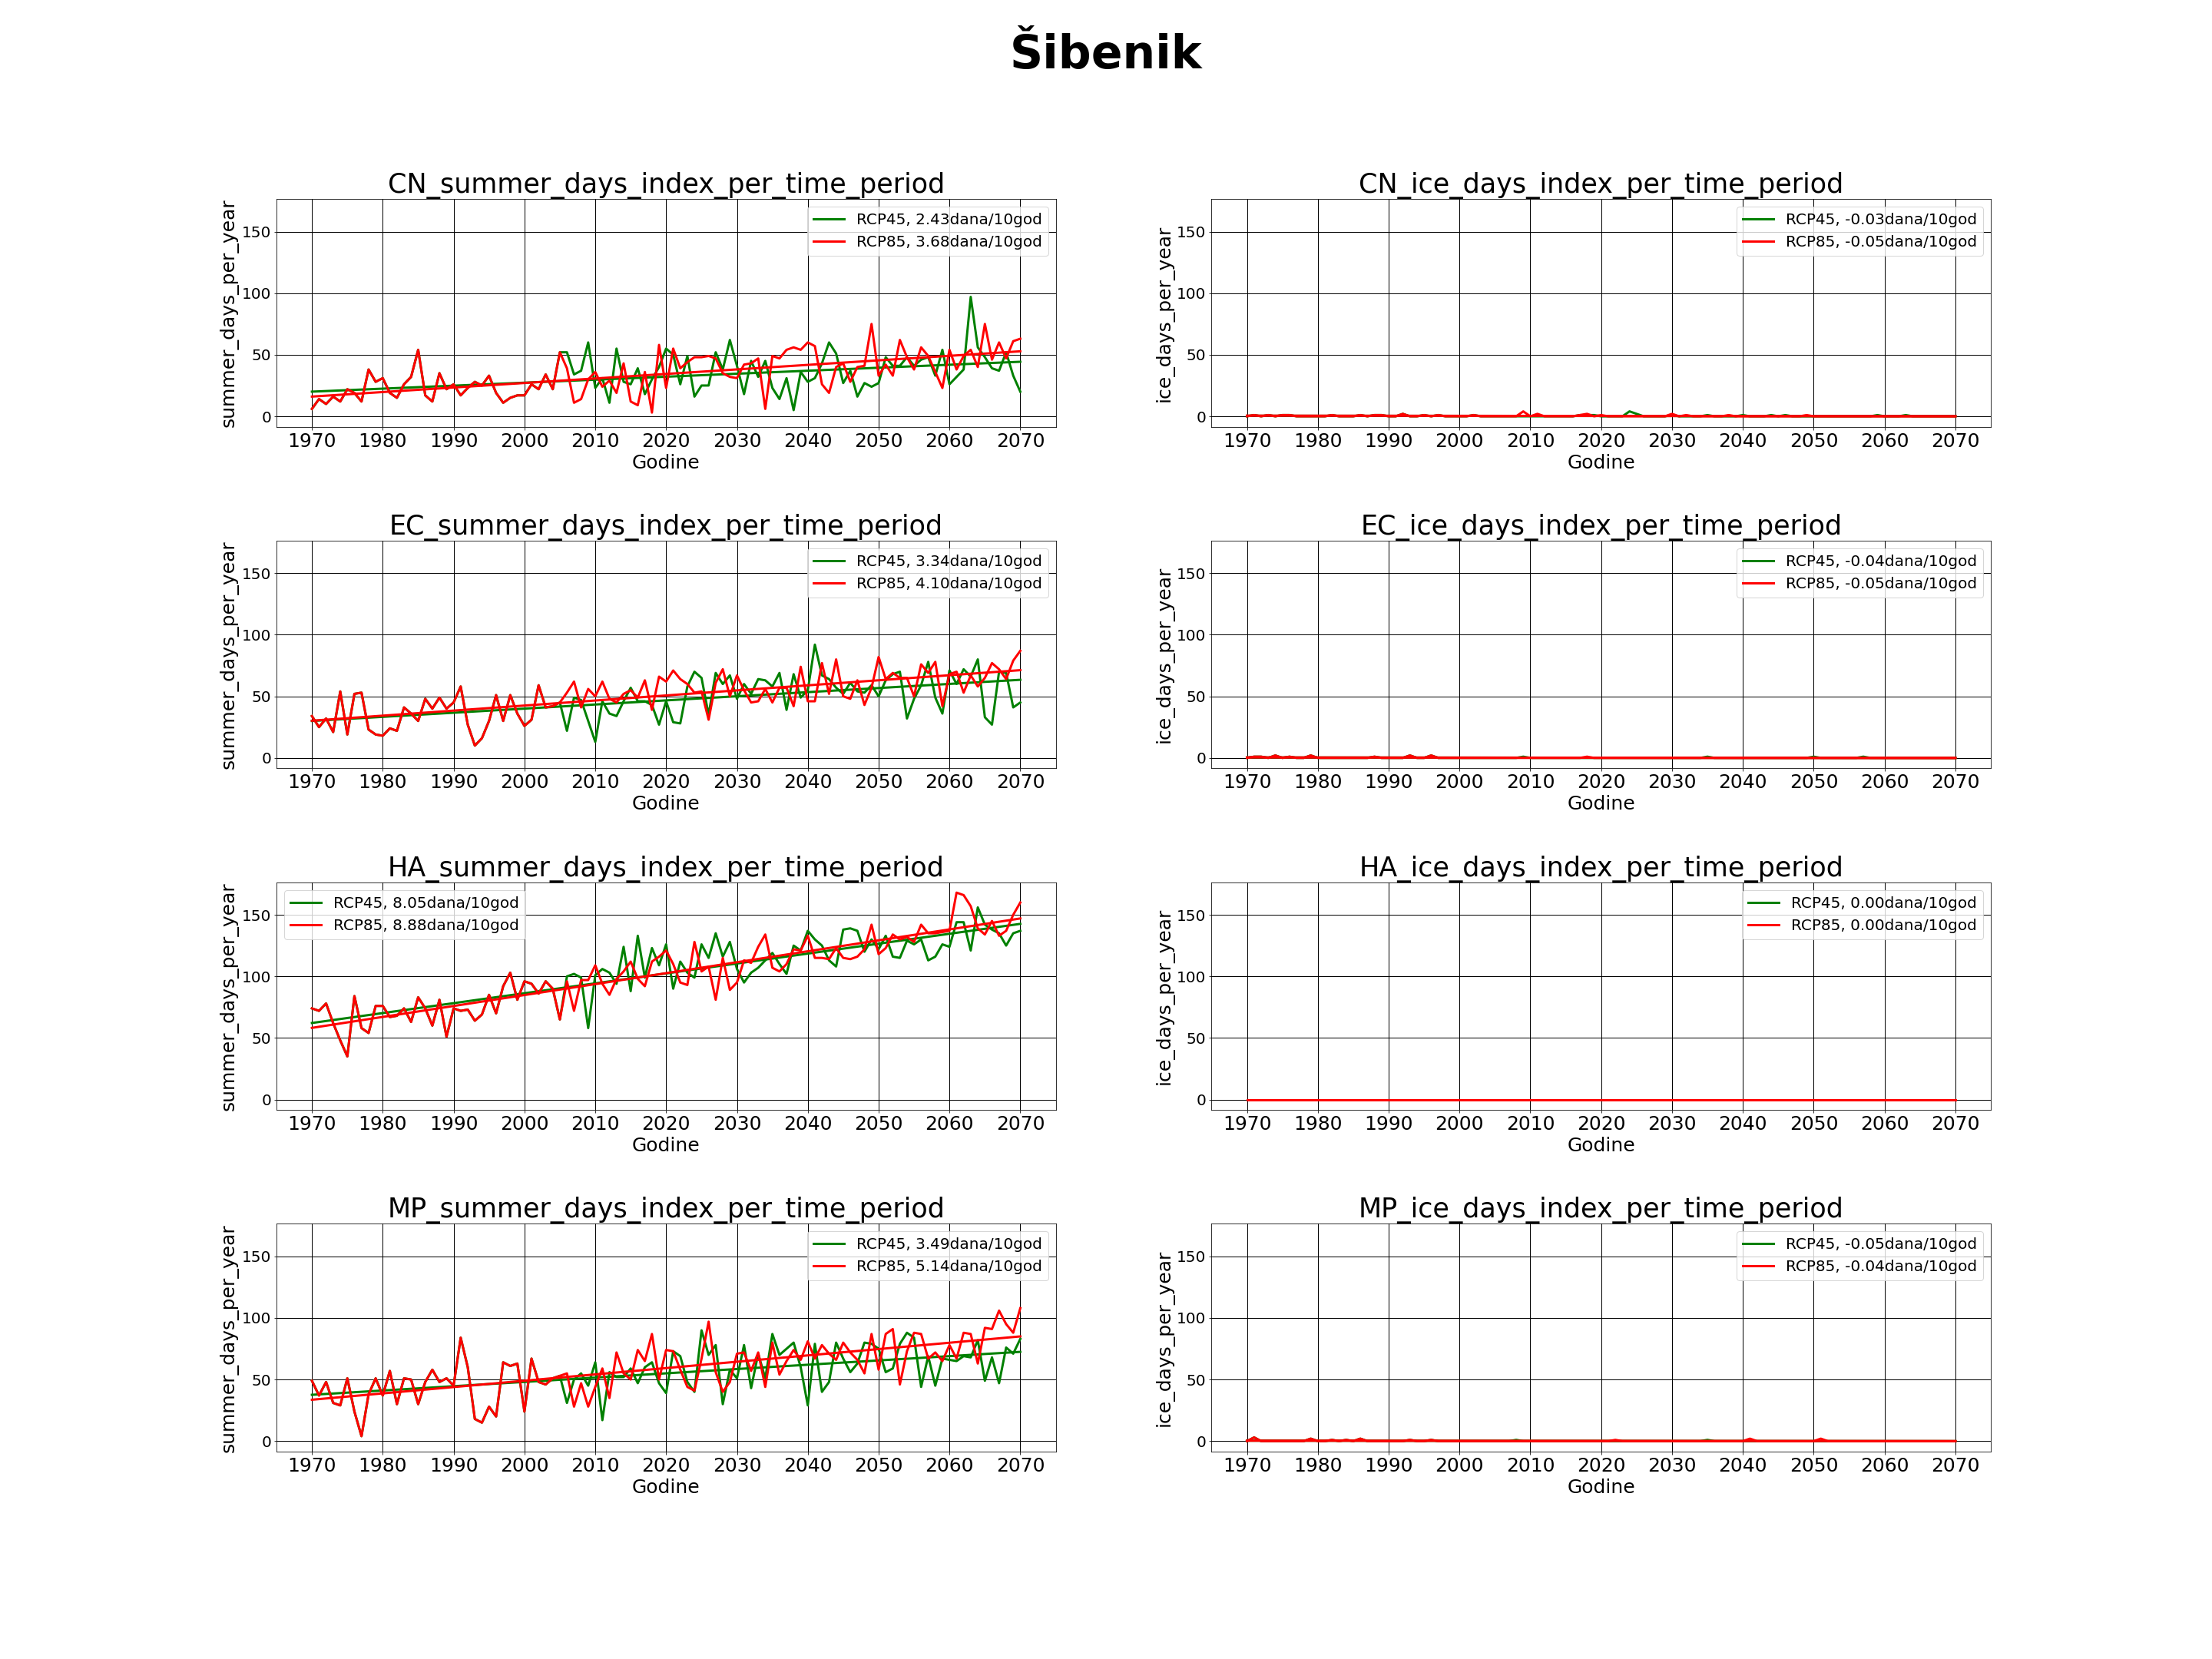 Šibenik
CN_summer_days_index_per_time_period
summer_days_per_year
150
100
50
0
RCP45, 2.43dana/10god
RCP85, 3.68dana/10god
1970 1980 1990 2000 2010 2020 2030 2040 2050 2060 2070
Godine
CN_ice_days_index_per_time_period
ice_days_per_year
150
100
50
0
RCP45, -0.03dana/10god
RCP85, -0.05dana/10god
1970 1980 1990 2000 2010 2020 2030 2040 2050 2060 2070
Godine
EC_summer_days_index_per_time_period
summer_days_per_year
150
100
50
0
RCP45, 3.34dana/10god
RCP85, 4.10dana/10god
1970 1980 1990 2000 2010 2020 2030 2040 2050 2060 2070
Godine
EC_ice_days_index_per_time_period
ice_days_per_year
150
100
50
0
RCP45, -0.04dana/10god
RCP85, -0.05dana/10god
1970 1980 1990 2000 2010 2020 2030 2040 2050 2060 2070
Godine
HA_summer_days_index_per_time_period
summer_days_per_year
150
100
50
0
RCP45, 8.05dana/10god
RCP85, 8.88dana/10god
1970 1980 1990 2000 2010 2020 2030 2040 2050 2060 2070
Godine
HA_ice_days_index_per_time_period
ice_days_per_year
150
100
50
0
RCP45, 0.00dana/10god
RCP85, 0.00dana/10god
1970 1980 1990 2000 2010 2020 2030 2040 2050 2060 2070
Godine
MP_summer_days_index_per_time_period
summer_days_per_year
150
100
50
0
RCP45, 3.49dana/10god
RCP85, 5.14dana/10god
1970 1980 1990 2000 2010 2020 2030 2040 2050 2060 2070
Godine
MP_ice_days_index_per_time_period
ice_days_per_year
150
100
50
0
RCP45, -0.05dana/10god
RCP85, -0.04dana/10god
1970 1980 1990 2000 2010 2020 2030 2040 2050 2060 2070
Godine